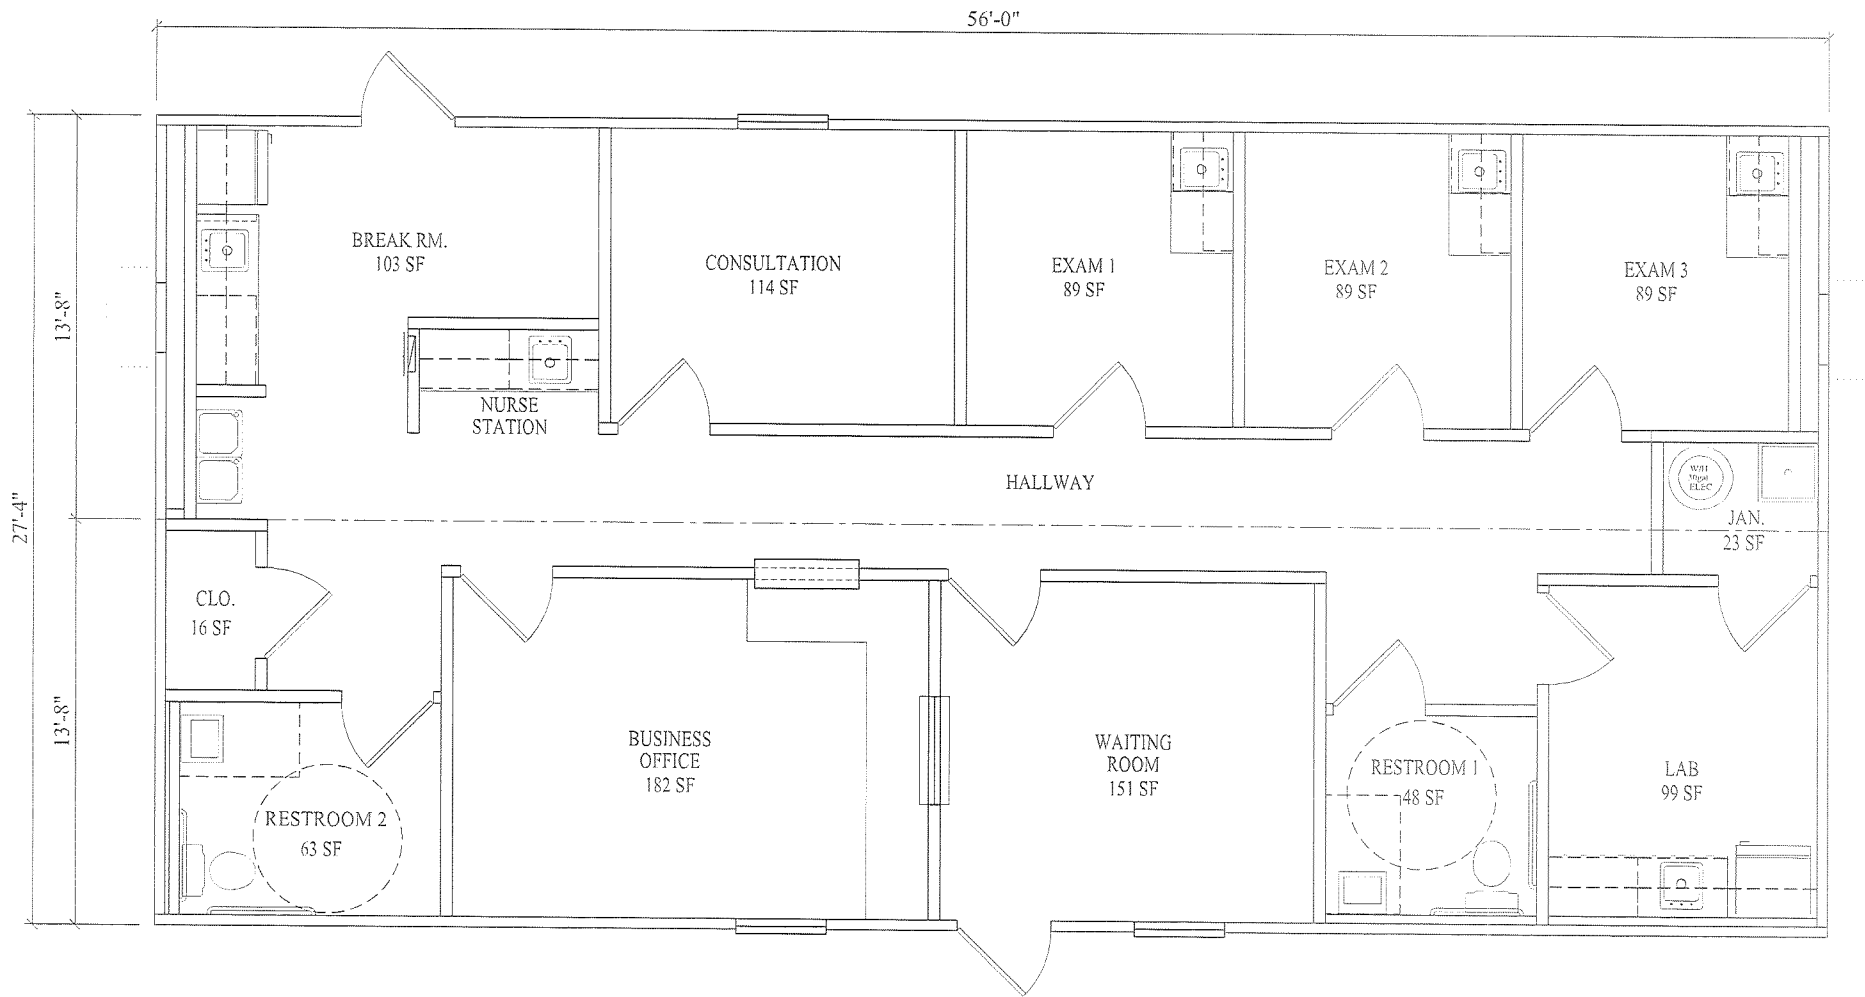 56'-0"
BREAK RM.
103 SF
CONSULTATION
114 SF
EXAM 1
89 SF
EXAM 2
89 SF
EXAM 3
89 SF
13'-8"
27'-4"
NURSE
STATION
HALLWAY
W/H
ELEC
JAN.
23 SF
CLO.
16 SF
13'-8"
BUSINESS
OFFICE
182 SF
WAITING
ROOM
151 SF
RESTROOM 1
48 SF
LAB
99 SF
RESTROOM 2
63 SF